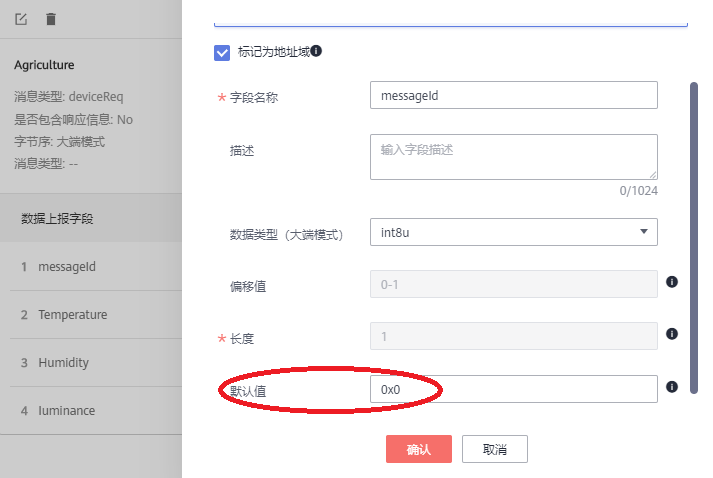 Agriculture
消息类型: deviceReq
是否包含响应信息: No
字节序: 大端模式
消息类型: --
数据上报字段
1 messageId
2 Temperature
3 Humidity
4 luminance
标记为地址域
* 字段名称 messageId
描述 输入字段描述
0/1024
数据类型（大端模式） int8u
偏移值 0-1
* 长度 1
默认值 0x0
确认 取消